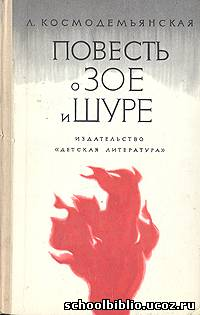 Л. КОСМОДЕМЬЯНСКАЯ
ПОВЕСТЬ
о ЗОЕ
и ШУРЕ
ИЗДАТЕЛЬСТВО
«ДЕТСКАЯ ЛИТЕРАТУРА»
schoolbiblio.ucoz.ru